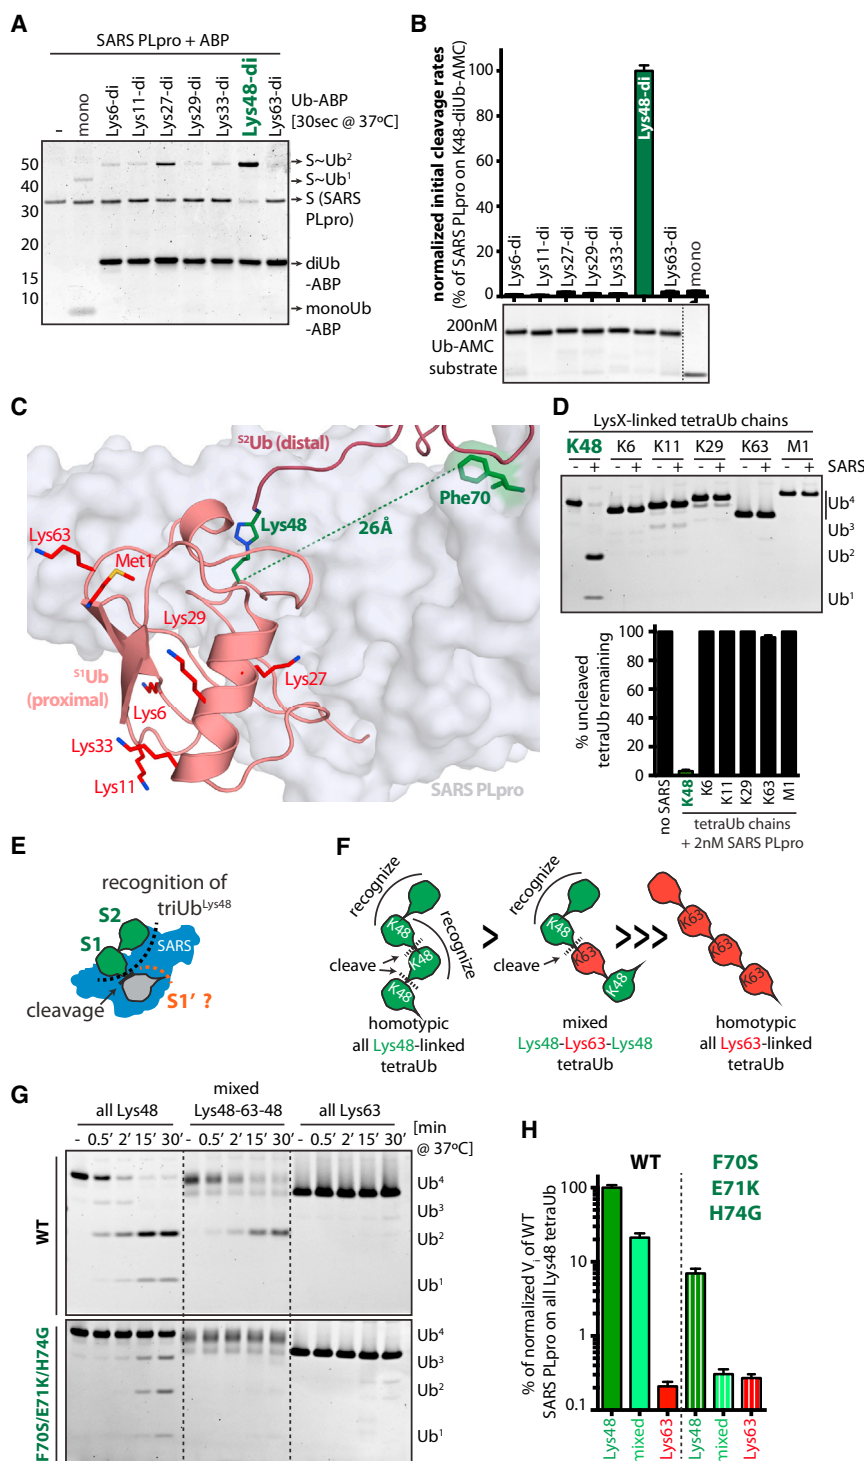 A
SARS PLpro + ABP
-
mono
Lys6-di
Lys11-di
Lys27-di
Lys29-di
Lys33-di
Lys48-di
Lys63-di
Ub-ABP
[30sec @ 37ºC]
50
40
30
20
15
10
S~Ub²
S~Ub¹
S (SARS
PLpro)
diUb
-ABP
monoUb
-ABP
B
normalized initial cleavage rates
(% of SARS PLpro on K48-diUb-AMC)
100
80
60
40
20
0
Lys6-di
Lys11-di
Lys27-di
Lys29-di
Lys33-di
Lys48-di
Lys63-di
mono
200nM
Ub-AMC
substrate
C
S2Ub (distal)
Phe70
Lys48
26Å
Lys63
Met1
Lys29
S1Ub
(proximal)
Lys27
Lys6
Lys33
Lys11
SARS PLpro
D
LysX-linked tetraUb chains
K48 K6 K11 K29 K63 M1
- + - + - + - + - + - + SARS
Ub⁴
Ub³
Ub²
Ub¹
% uncleaved
tetraUb remaining
100
80
60
40
20
0
no SARS
K48
K6
K11
K29
K63
M1
tetraUb chains
+ 2nM SARS PLpro
E
recognition of
triUbLys48
S2
S1
SARS
cleavage
S1' ?
F
recognize
recognize
cleave
K48
K48
K48
homotypic
all Lys48-linked
tetraUb
>
recognize
cleave
K48
K63
K48
mixed
Lys48-Lys63-Lys48
tetraUb
>>>
K63
K63
K63
homotypic
all Lys63-linked
tetraUb
G
all Lys48
mixed
Lys48-63-48
all Lys63
- 0.5' 2' 15' 30' - 0.5' 2' 15' 30' - 0.5' 2' 15' 30'
[min
@ 37ºC]
WT
Ub⁴
Ub³
Ub²
Ub¹
F70S/E71K/H74G
Ub⁴
Ub³
Ub²
Ub¹
H
WT
F70S
E71K
H74G
% of normalized Vi of WT
SARS PLpro on all Lys48 tetraUb
100
10
1
0.1
Lys48
mixed
Lys63
Lys48
mixed
Lys63